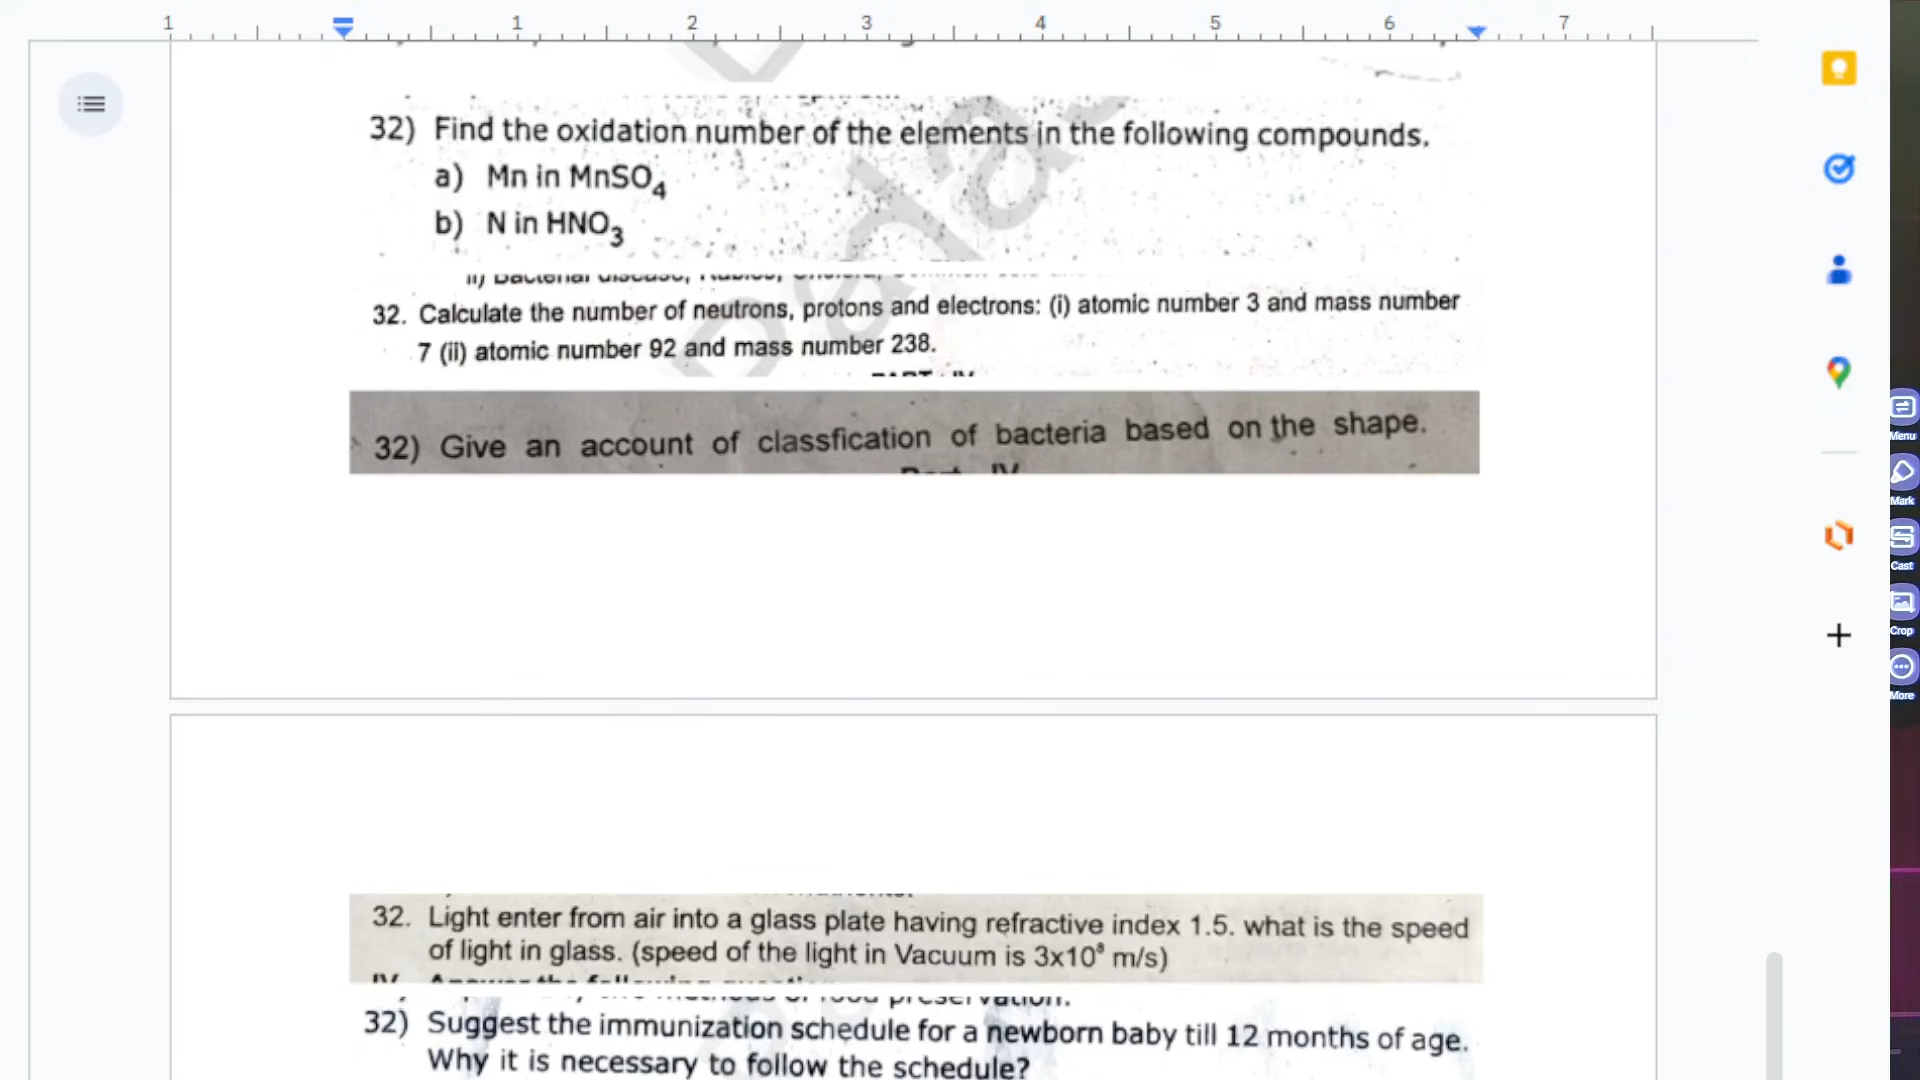 1 1 2 3 4 5 6 7
32) Find the oxidation number of the elements in the following compounds.
a) Mn in MnSO4
b) N in HNO3
32. Calculate the number of neutrons, protons and electrons: (i) atomic number 3 and mass number
7 (ii) atomic number 92 and mass number 238.
32) Give an account of classfication of bacteria based on the shape.
Part - IV
32. Light enter from air into a glass plate having refractive index 1.5. what is the speed
of light in glass. (speed of the light in Vacuum is 3x10⁸ m/s)
32) Suggest the immunization schedule for a newborn baby till 12 months of age.
Why it is necessary to follow the schedule?
Menu
Mark
Cast
Crop
More